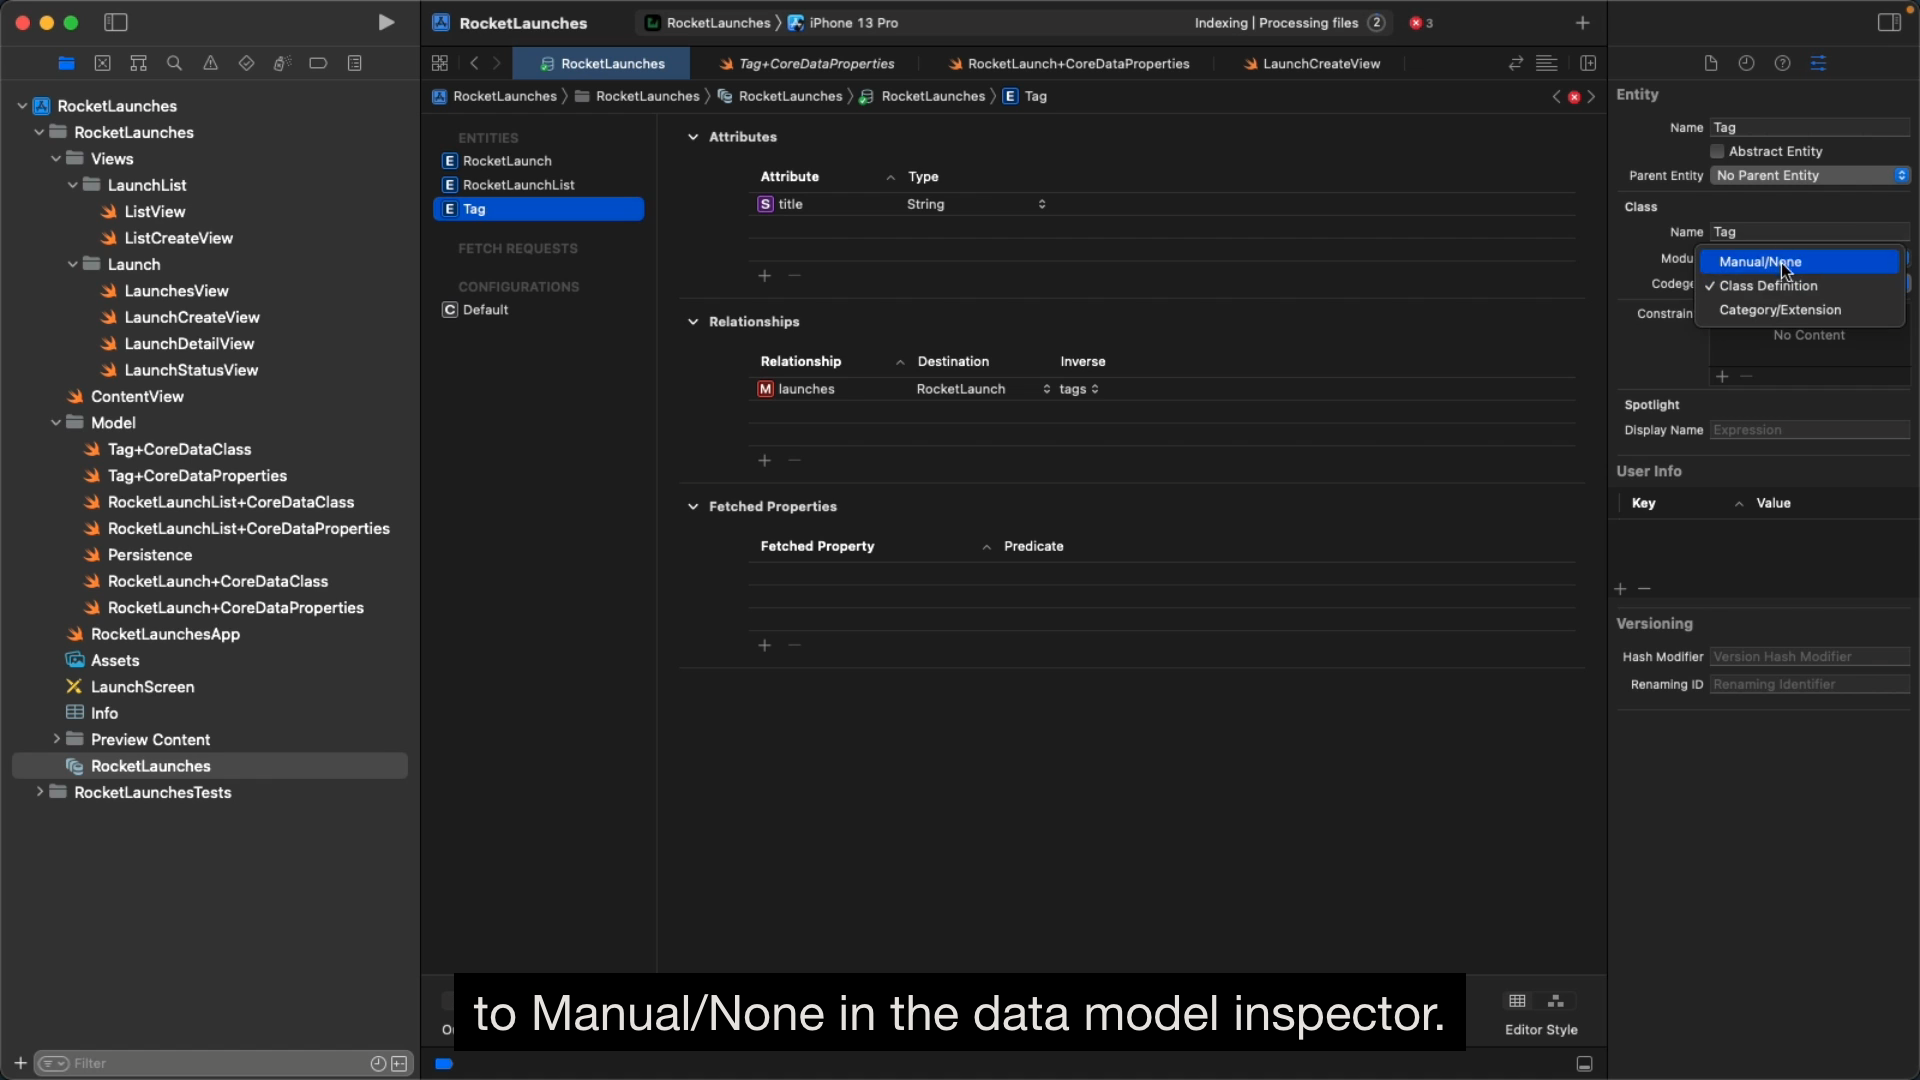 RocketLaunches
RocketLaunches 〉 iPhone 13 Pro
Indexing | Processing files 2
3
RocketLaunches
Tag+CoreDataProperties
RocketLaunch+CoreDataProperties
LaunchCreateView
RocketLaunches 〉 RocketLaunches 〉 RocketLaunches 〉 RocketLaunches 〉 E Tag
RocketLaunches
RocketLaunches
Views
LaunchList
ListView
ListCreateView
Launch
LaunchesView
LaunchCreateView
LaunchDetailView
LaunchStatusView
ContentView
Model
Tag+CoreDataClass
Tag+CoreDataProperties
RocketLaunchList+CoreDataClass
RocketLaunchList+CoreDataProperties
Persistence
RocketLaunch+CoreDataClass
RocketLaunch+CoreDataProperties
RocketLaunchesApp
Assets
LaunchScreen
Info
Preview Content
RocketLaunches
RocketLaunchesTests
Filter
ENTITIES
E RocketLaunch
E RocketLaunchList
E Tag
FETCH REQUESTS
CONFIGURATIONS
C Default
Attributes
Attribute Type
S title String
Relationships
Relationship Destination Inverse
M launches RocketLaunch tags
Fetched Properties
Fetched Property Predicate
Editor Style
Entity
Name Tag
Abstract Entity
Parent Entity No Parent Entity
Class
Name Tag
Modu
Codege
Manual/None
✓ Class Definition
Category/Extension
Constrain
No Content
Spotlight
Display Name Expression
User Info
Key Value
Versioning
Hash Modifier Version Hash Modifier
Renaming ID Renaming Identifier
to Manual/None in the data model inspector.